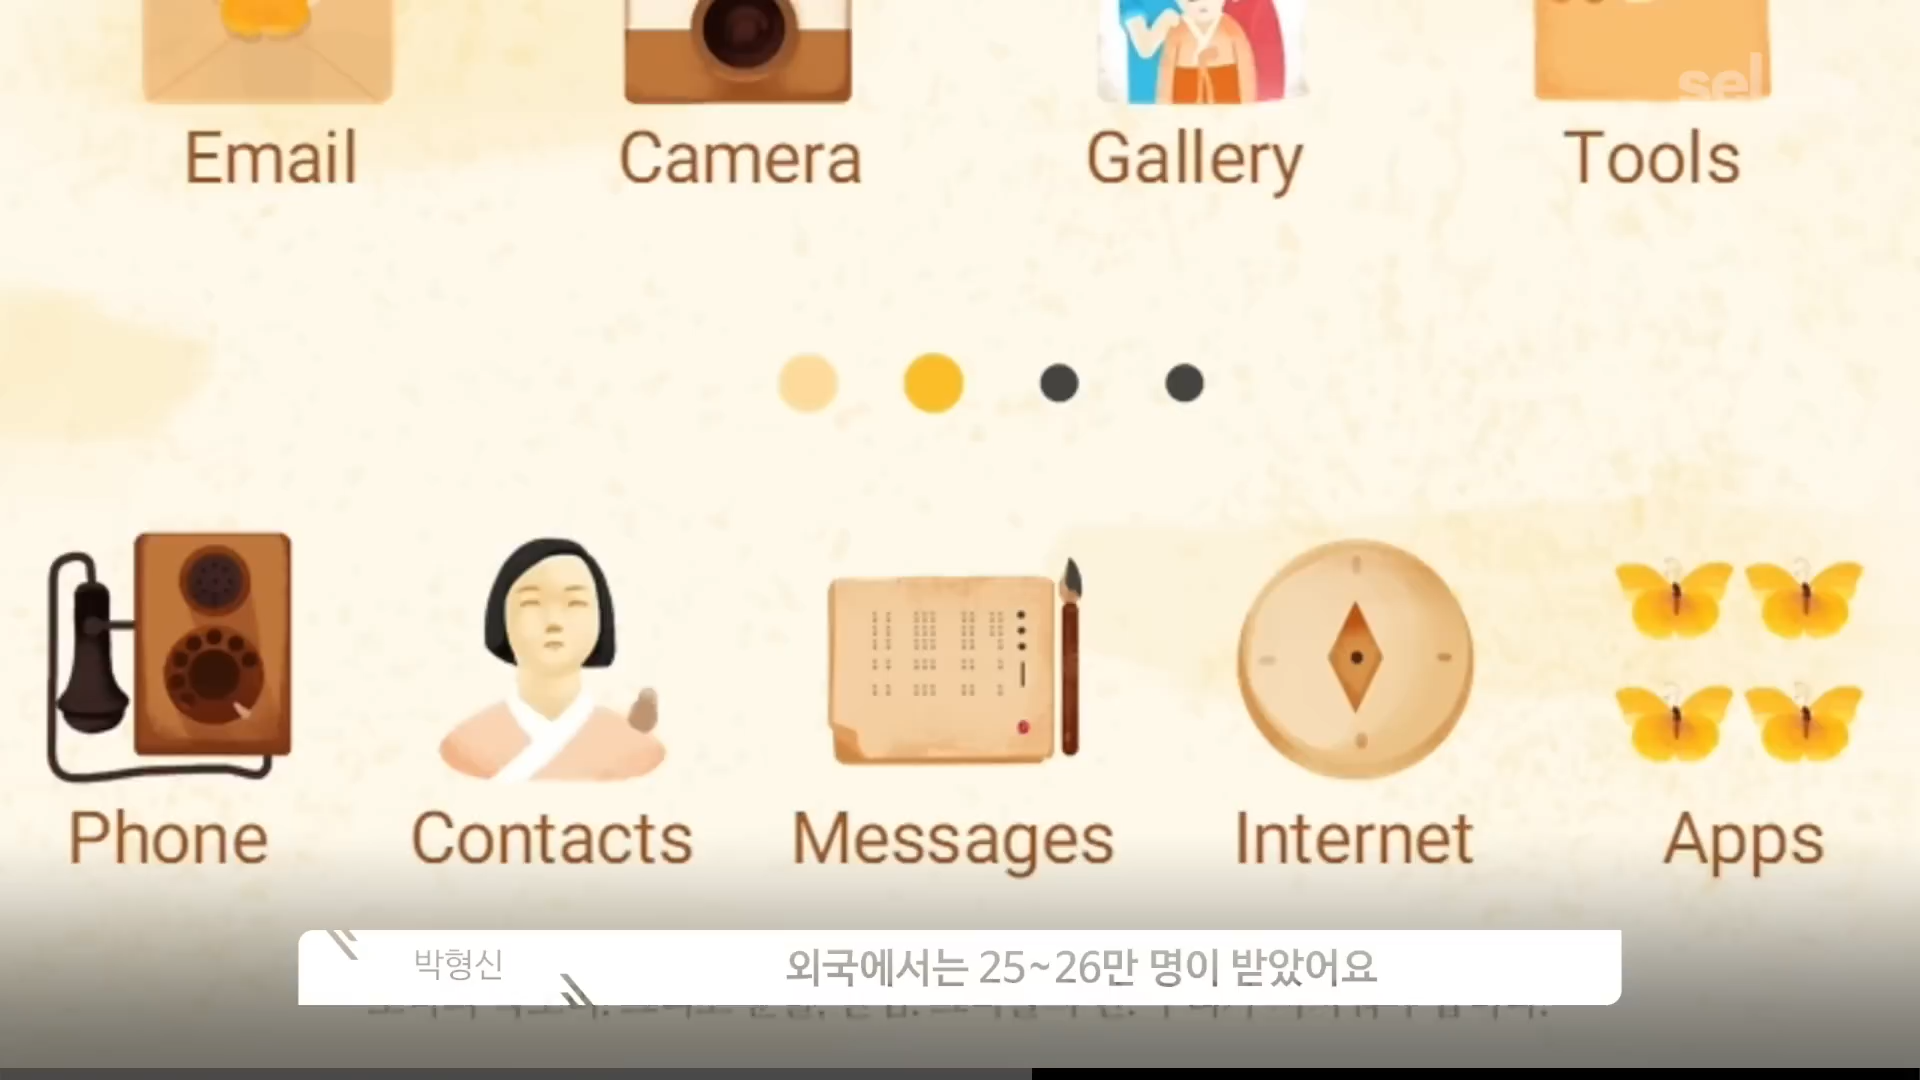 sel
Email
Camera
Gallery
Tools
Phone
Contacts
Messages
Internet
Apps
박형신
외국에서는 25~26만 명이 받았어요